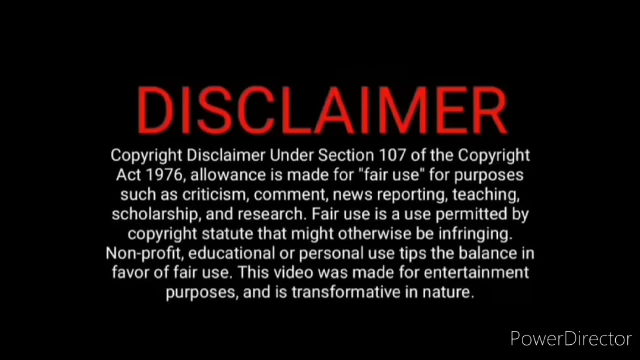 DISCLAIMER
Copyright Disclaimer Under Section 107 of the Copyright
Act 1976, allowance is made for "fair use" for purposes
such as criticism, comment, news reporting, teaching,
scholarship, and research. Fair use is a use permitted by
copyright statute that might otherwise be infringing.
Non-profit, educational or personal use tips the balance in
favor of fair use. This video was made for entertainment
purposes, and is transformative in nature.
PowerDirector